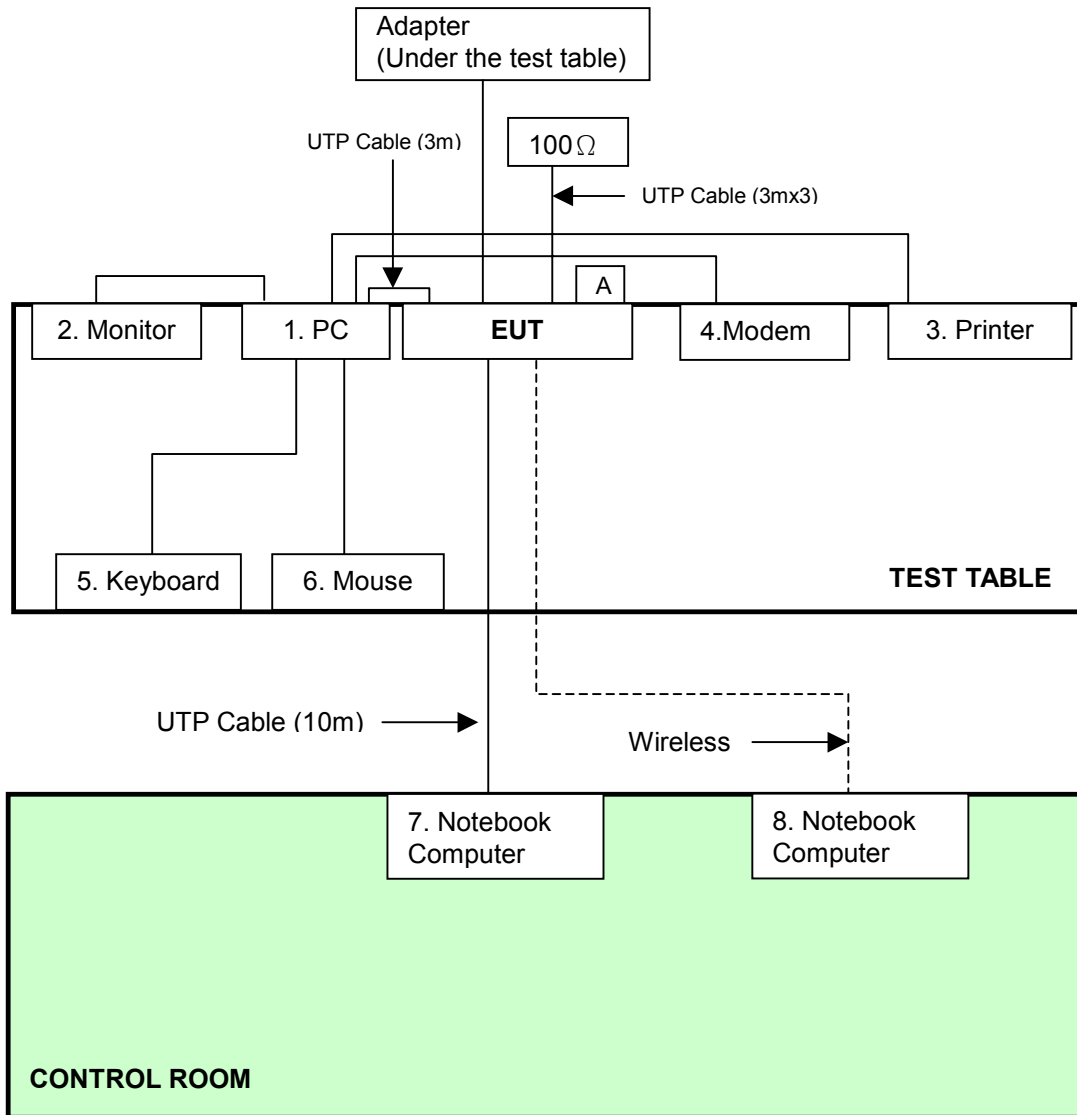 Adapter
(Under the test table)
UTP Cable (3m)
100Ω
UTP Cable (3mx3)
A
2. Monitor
1. PC
EUT
4.Modem
3. Printer
5. Keyboard
6. Mouse
TEST TABLE
UTP Cable (10m)
Wireless
7. Notebook
Computer
8. Notebook
Computer
CONTROL ROOM